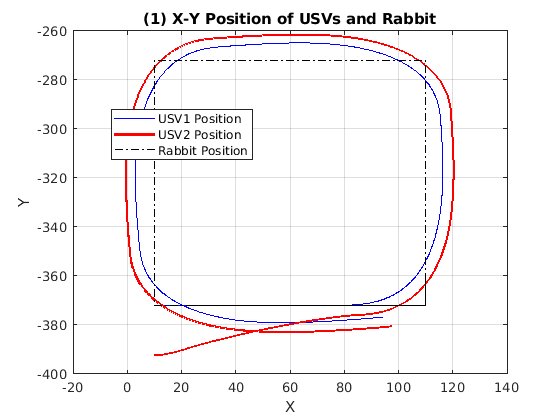 (1) X-Y Position of USVs and Rabbit
-260
-280
-300
-320
-340
-360
-380
-400
Y
USV1 Position
USV2 Position
Rabbit Position
-20 0 20 40 60 80 100 120 140
X